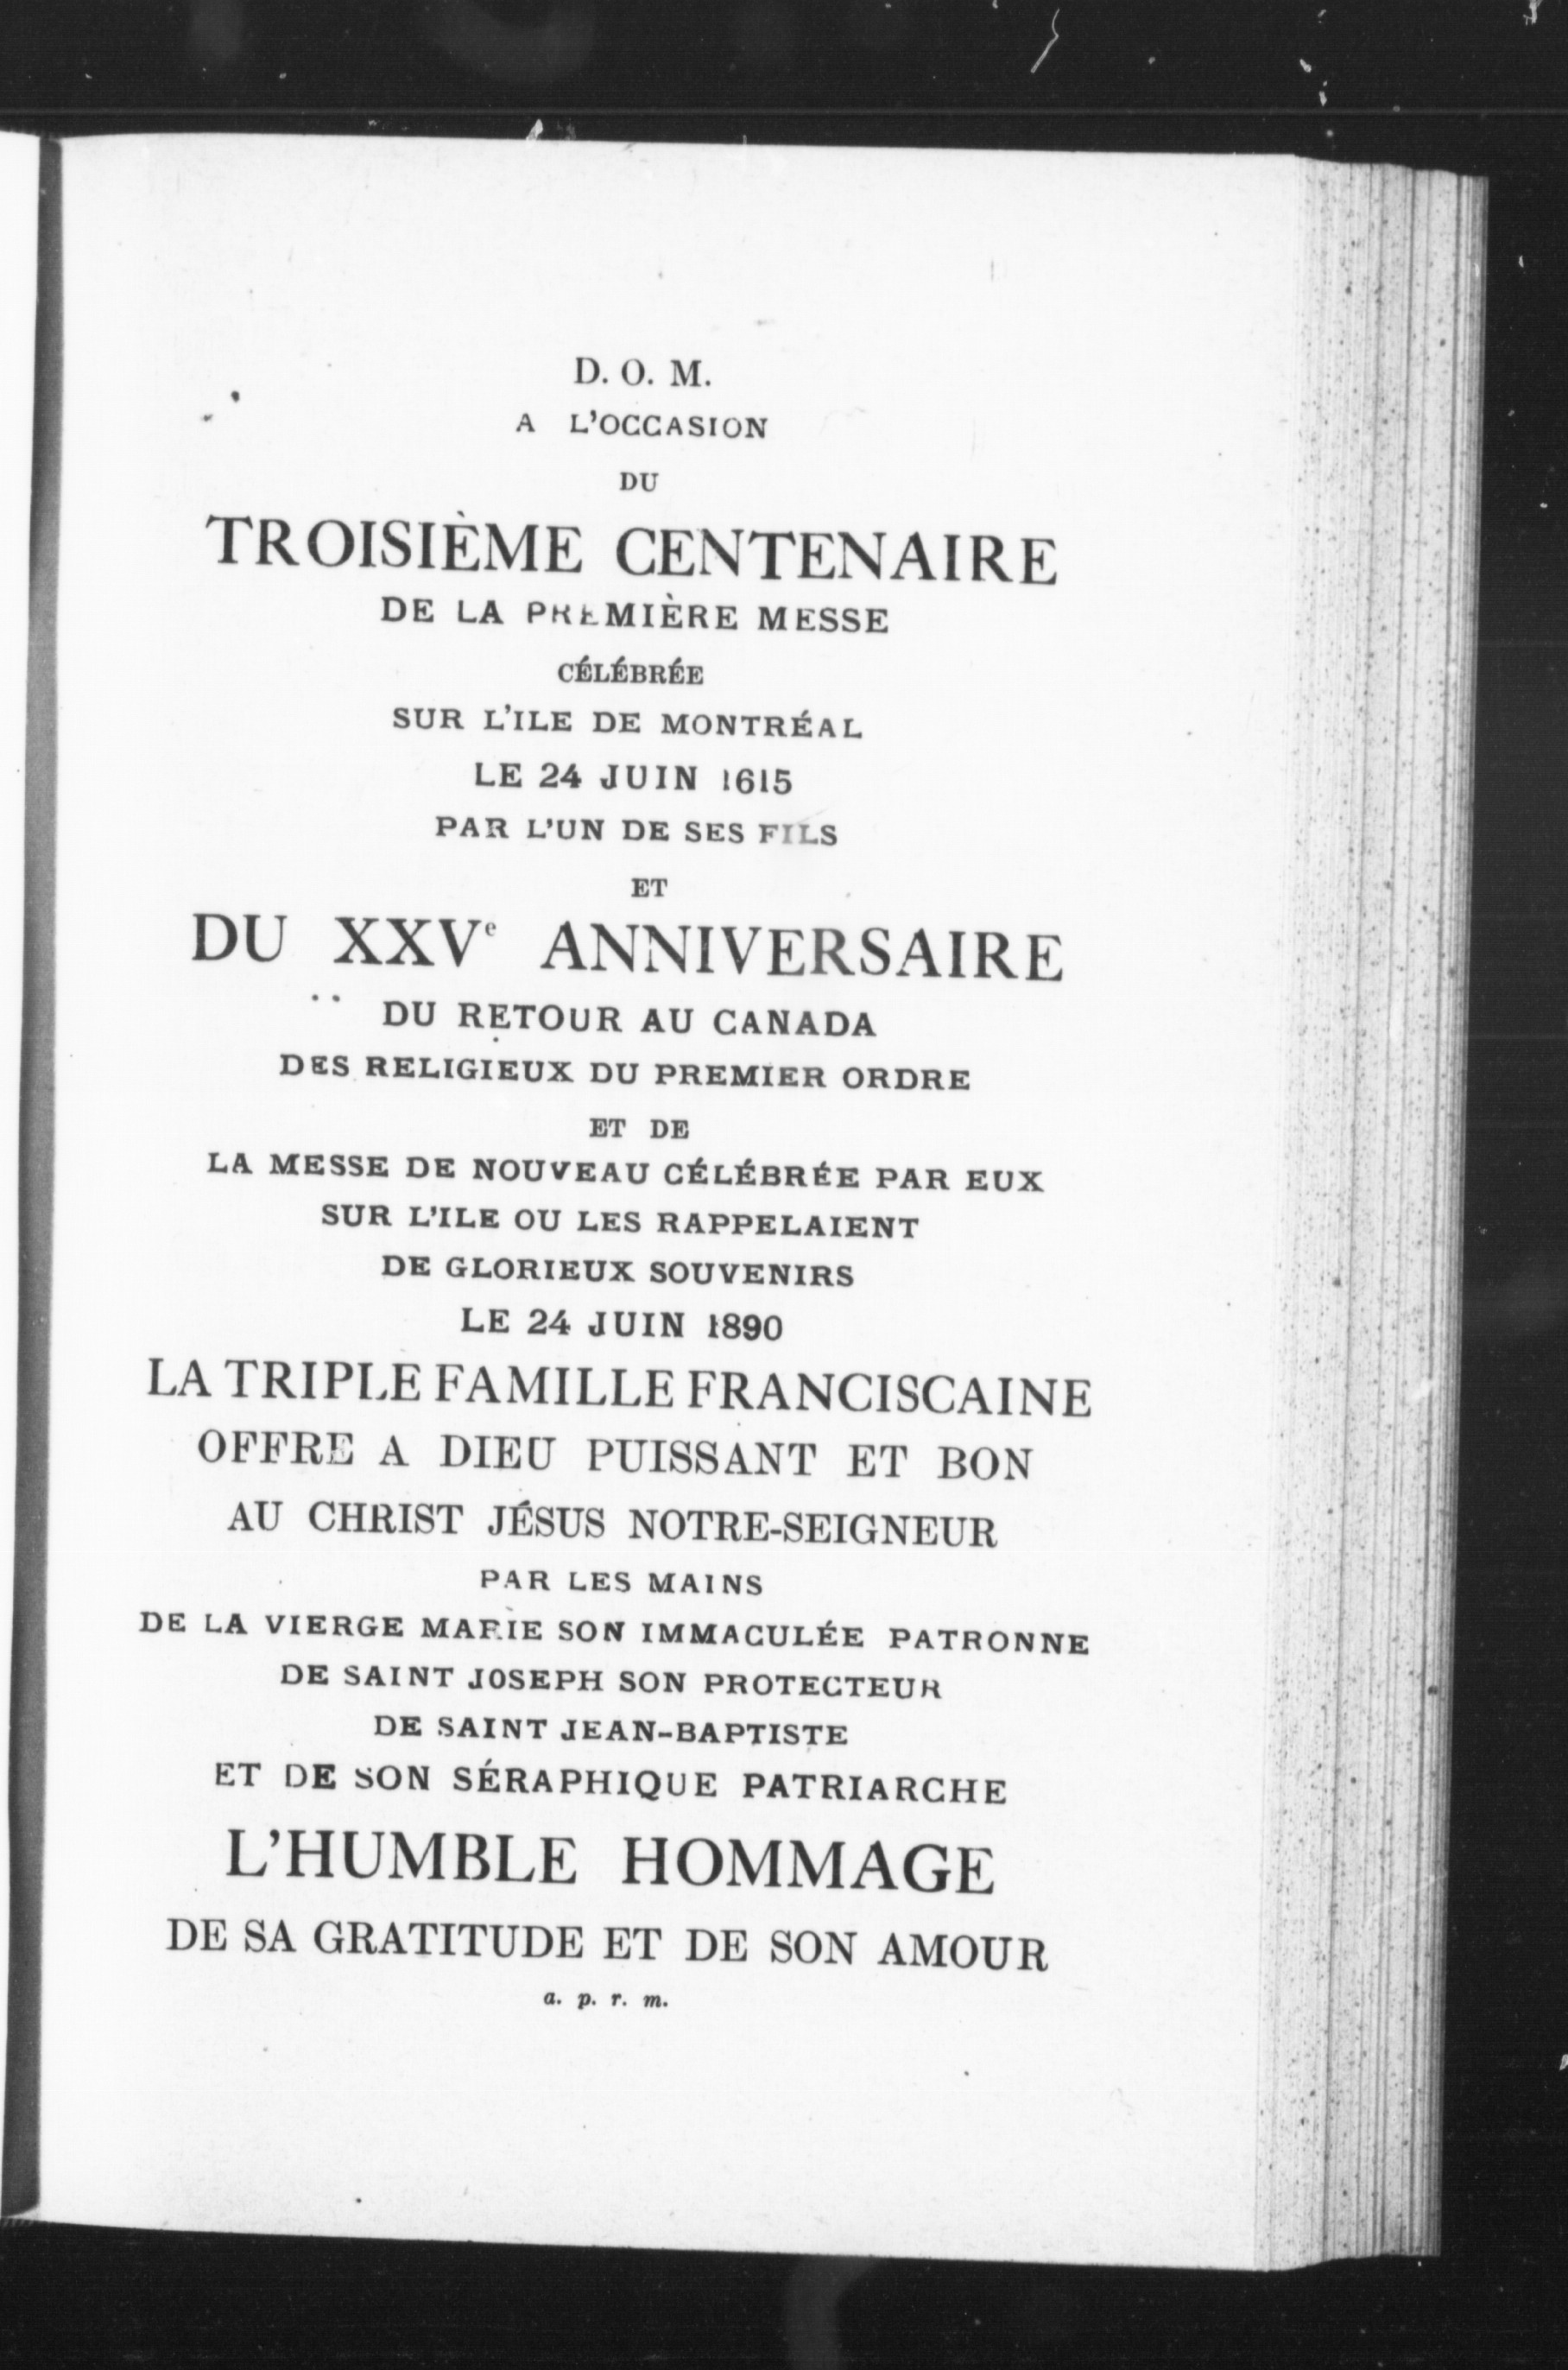 D. O. M.
A L'OCCASION
DU
TROISIÈME CENTENAIRE
DE LA PREMIÈRE MESSE
CÉLÉBRÉE
SUR L'ILE DE MONTRÉAL
LE 24 JUIN 1615
PAR L'UN DE SES FILS
ET
DU XXVe ANNIVERSAIRE
DU RETOUR AU CANADA
DES RELIGIEUX DU PREMIER ORDRE
ET DE
LA MESSE DE NOUVEAU CÉLÉBRÉE PAR EUX
SUR L'ILE OU LES RAPPELAIENT
DE GLORIEUX SOUVENIRS
LE 24 JUIN 1890
LA TRIPLE FAMILLE FRANCISCAINE
OFFRE A DIEU PUISSANT ET BON
AU CHRIST JÉSUS NOTRE-SEIGNEUR
PAR LES MAINS
DE LA VIERGE MARIE SON IMMACULÉE PATRONNE
DE SAINT JOSEPH SON PROTECTEUR
DE SAINT JEAN-BAPTISTE
ET DE SON SÉRAPHIQUE PATRIARCHE
L'HUMBLE HOMMAGE
DE SA GRATITUDE ET DE SON AMOUR
a. p. r. m.